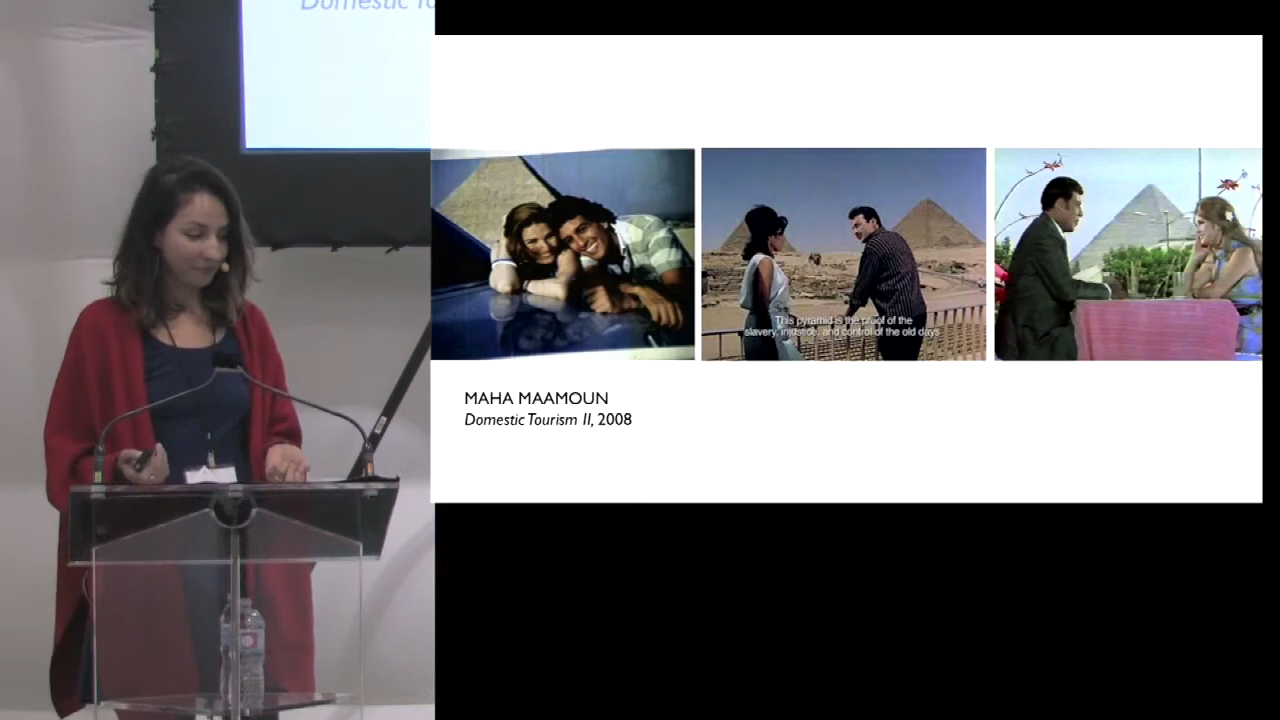 Domestic To
This pyramid is the proof of the
slavery, injustice, and control of the old days
MAHA MAAMOUN
Domestic Tourism II, 2008